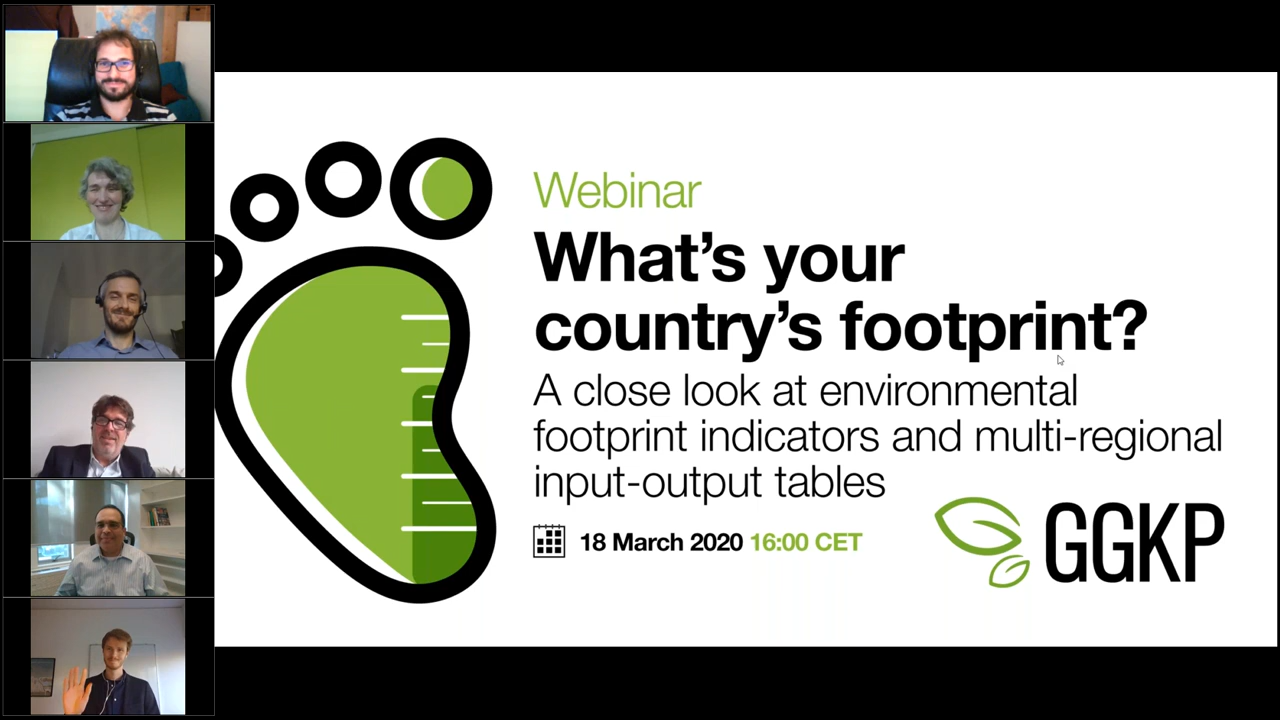 Webinar
What's your
country's footprint?
A close look at environmental
footprint indicators and multi-regional
input-output tables
18 March 2020 16:00 CET
GGKP